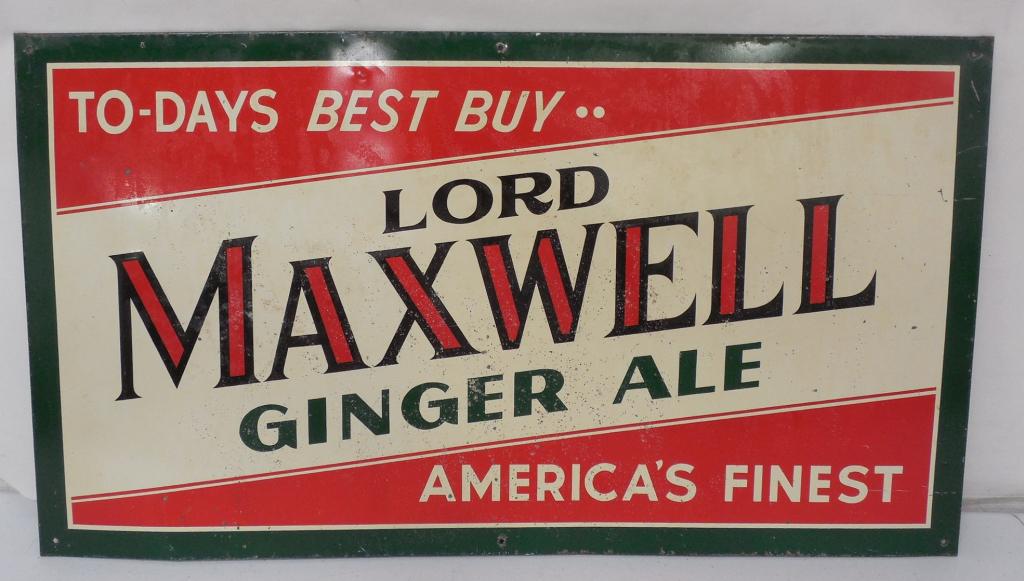 TO-DAYS BEST BUY ..
LORD
MAXWELL
GINGER ALE
AMERICA'S FINEST